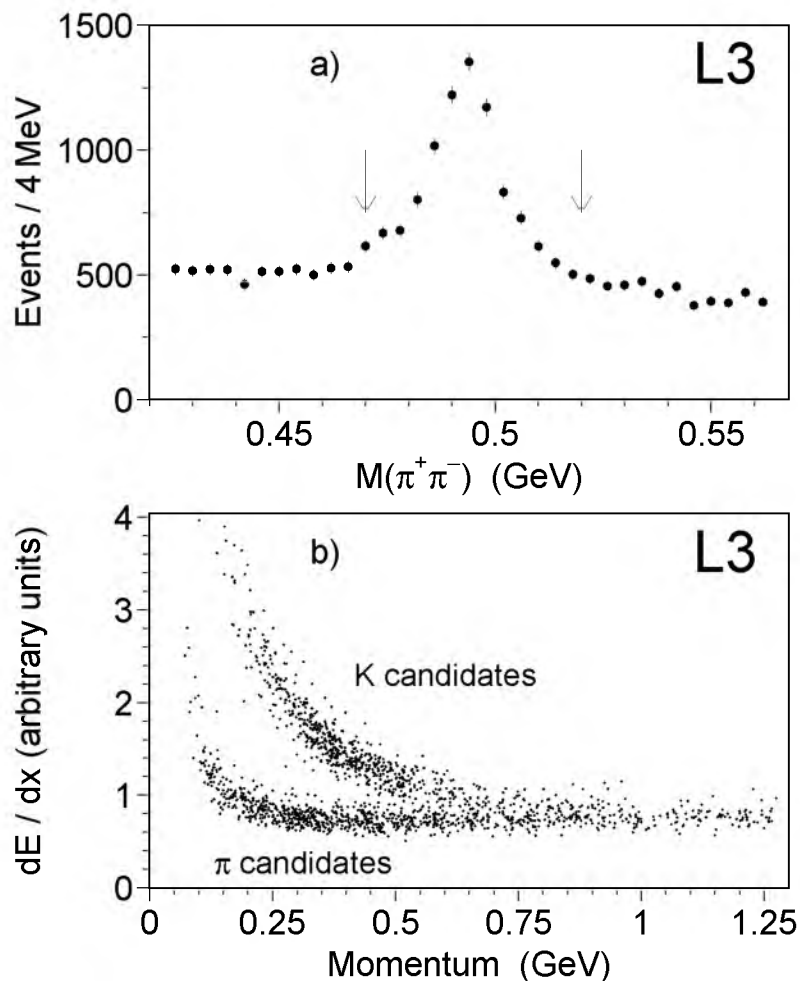 1500
a)
L3
1000
500
0
Events / 4 MeV
0.45
0.5
0.55
M(π⁺π⁻) (GeV)
4
b)
L3
3
K candidates
2
1
π candidates
0
dE / dx (arbitrary units)
0
0.25
0.5
0.75
1
1.25
Momentum (GeV)